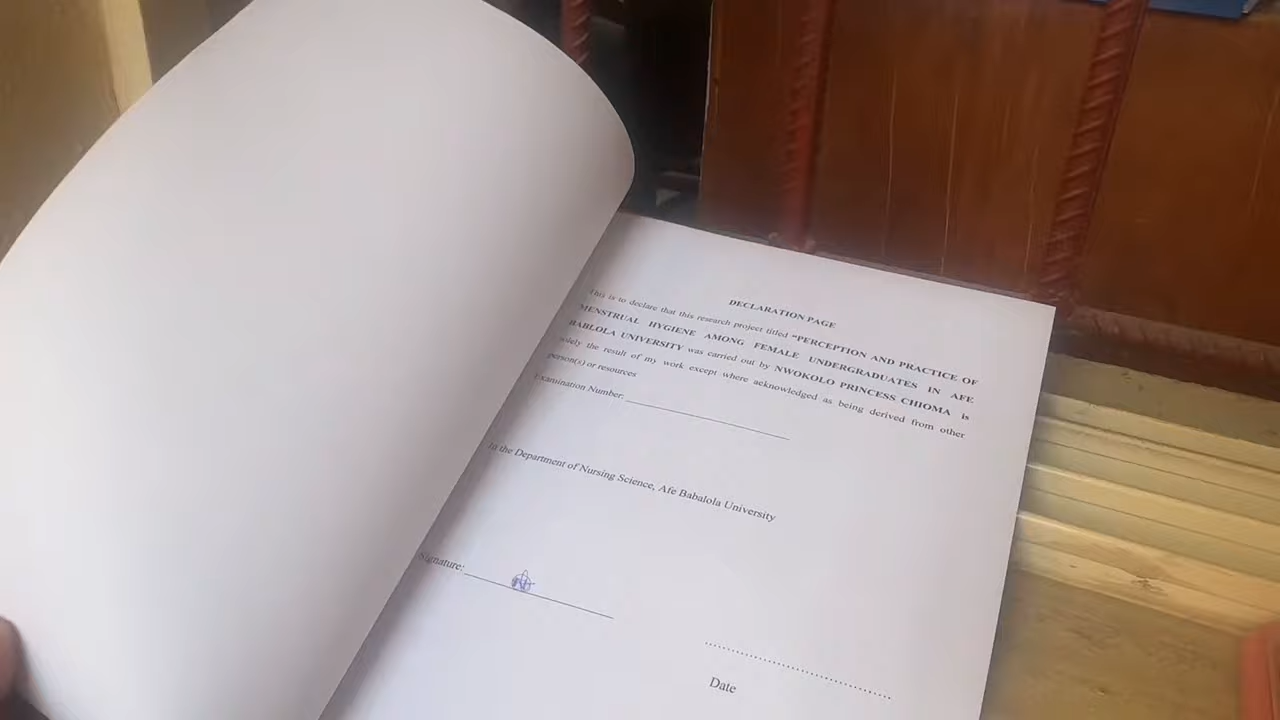 DECLARATION PAGE
This is to declare that this research project titled “PERCEPTION AND PRACTICE OF
MENSTRUAL HYGIENE AMONG FEMALE UNDERGRADUATES IN AFE
BABLOLA UNIVERSITY was carried out by NWOKOLO PRINCESS CHIOMA is
solely the result of my work except where acknowledged as being derived from other
person(s) or resources
Examination Number:
In the Department of Nursing Science, Afe Babalola University
Signature:
Date